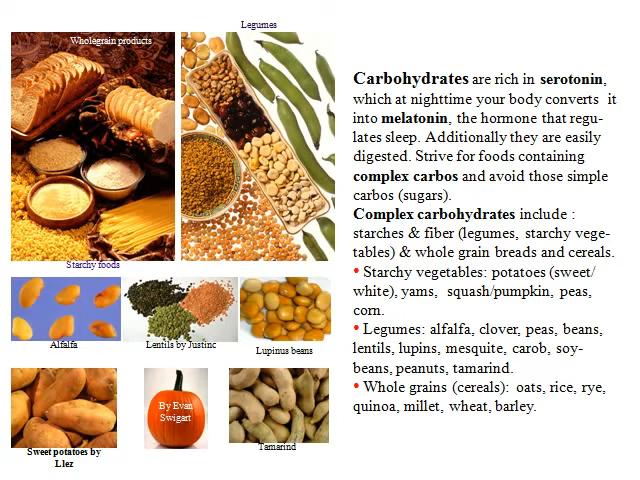 Legumes
Wholegrain products
Starchy foods
Alfalfa
Lentils by Justinc
Lupinus beans
By Evan
Swigart
Sweet potatoes by
Llez
Tamarind
Carbohydrates are rich in serotonin,
which at nighttime your body converts it
into melatonin, the hormone that regu-
lates sleep. Additionally they are easily
digested. Strive for foods containing
complex carbos and avoid those simple
carbos (sugars).
Complex carbohydrates include :
starches & fiber (legumes, starchy vege-
tables) & whole grain breads and cereals.
• Starchy vegetables: potatoes (sweet/
white), yams, squash/pumpkin, peas,
corn.
• Legumes: alfalfa, clover, peas, beans,
lentils, lupins, mesquite, carob, soy-
beans, peanuts, tamarind.
• Whole grains (cereals): oats, rice, rye,
quinoa, millet, wheat, barley.